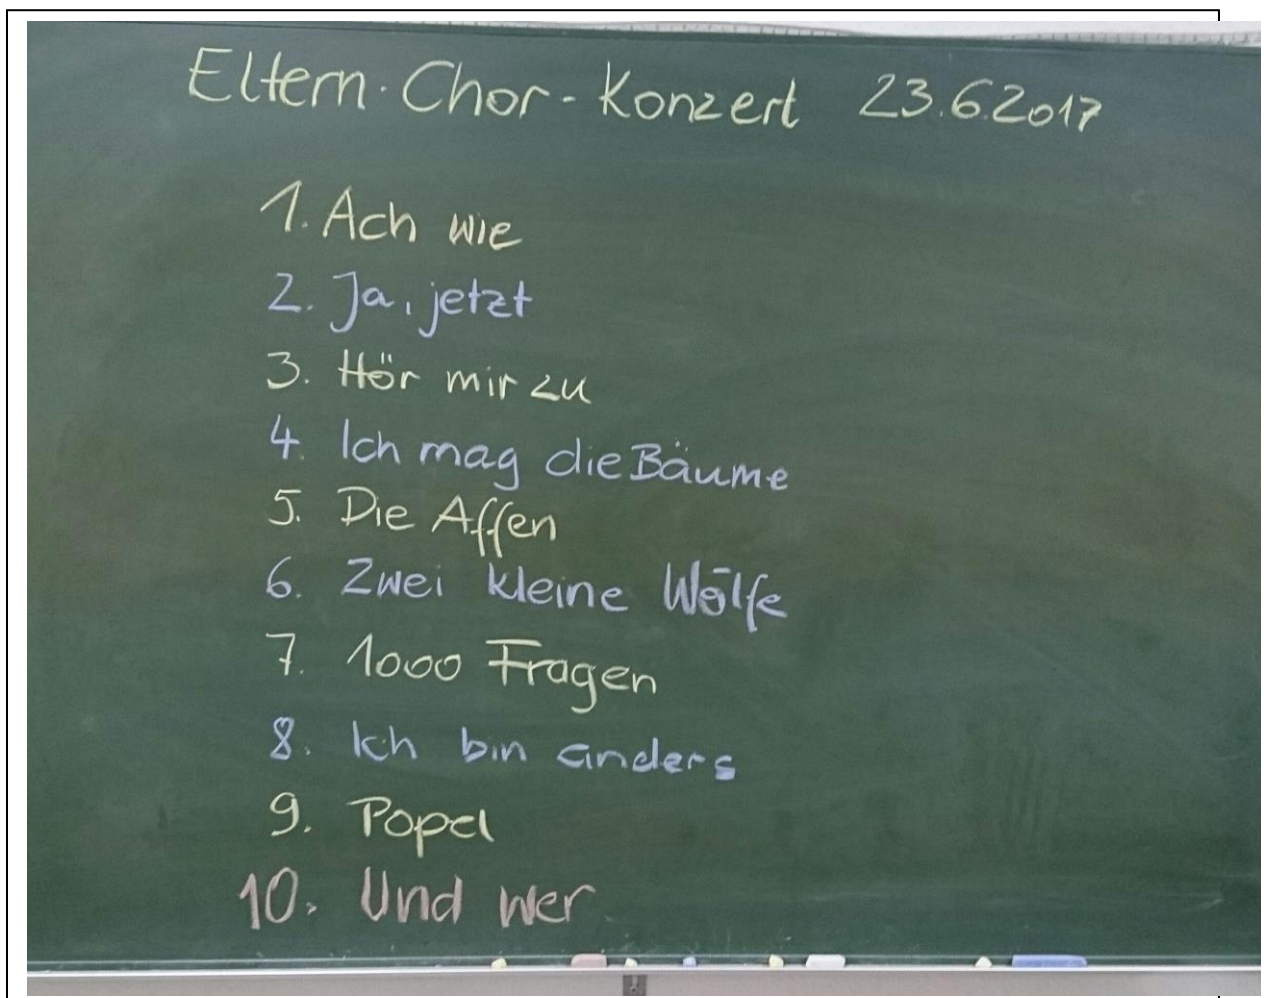 Eltern-Chor-Konzert 23.6.2017
1. Ach wie
2. Ja, jetzt
3. Hör mir zu
4. Ich mag die Bäume
5. Die Affen
6. Zwei kleine Wölfe
7. 1000 Fragen
8. Ich bin anders
9. Popel
10. Und wer